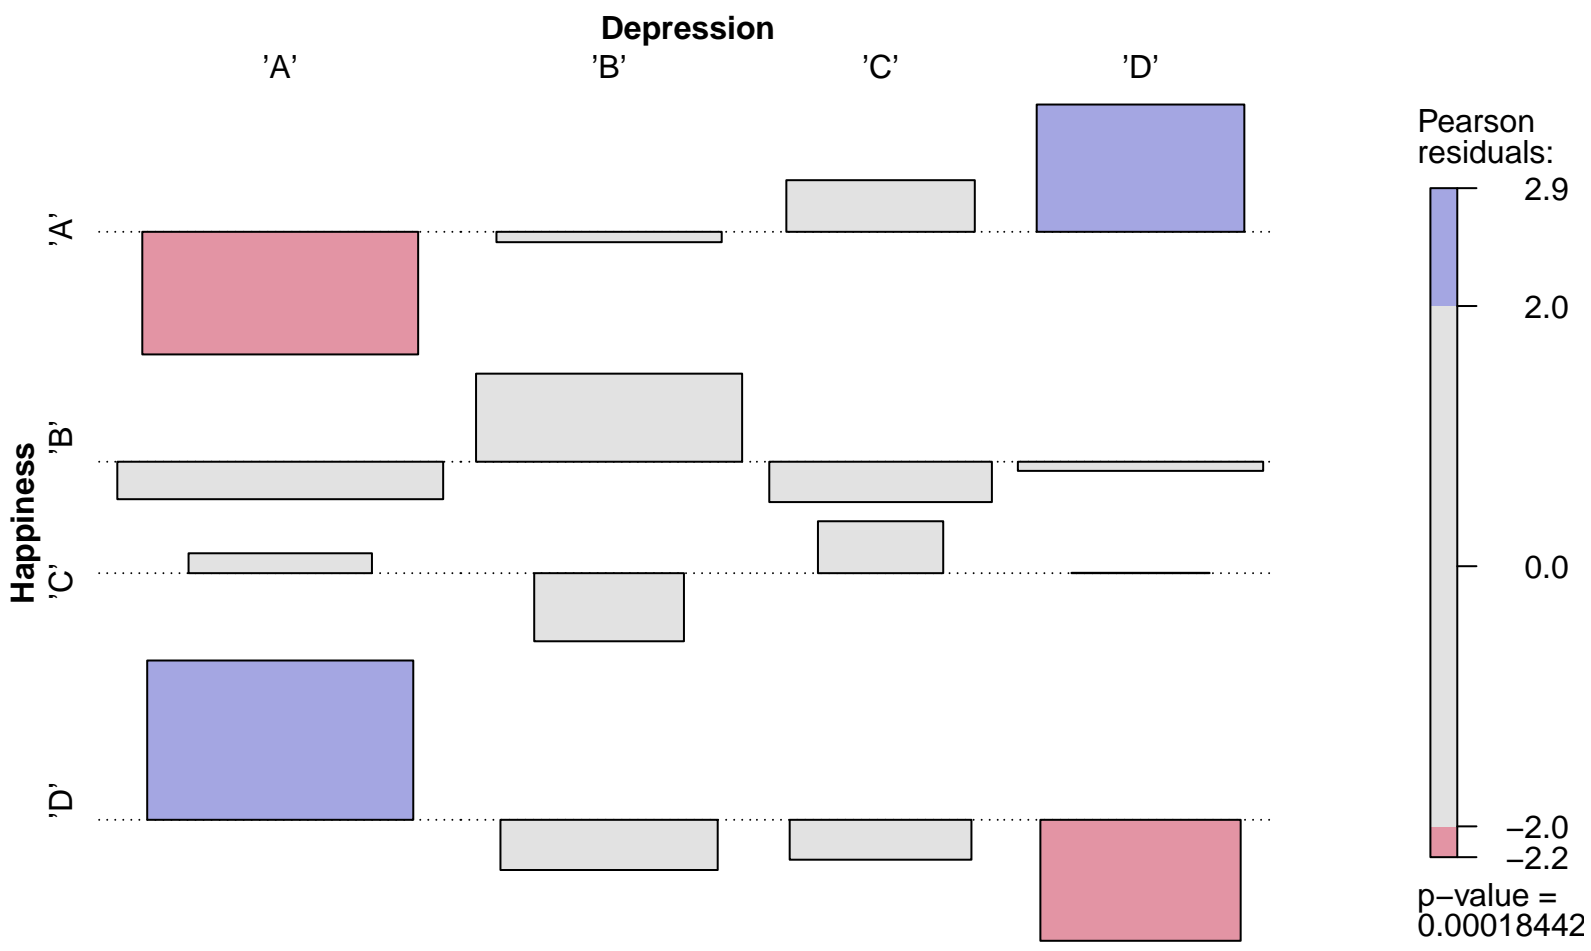 Depression
’A’ ’B’ ’C’ ’D’
Happiness
’A’
’B’
’C’
’D’
Pearson
residuals:
2.9
2.0
0.0
−2.0
−2.2
p−value =
0.00018442